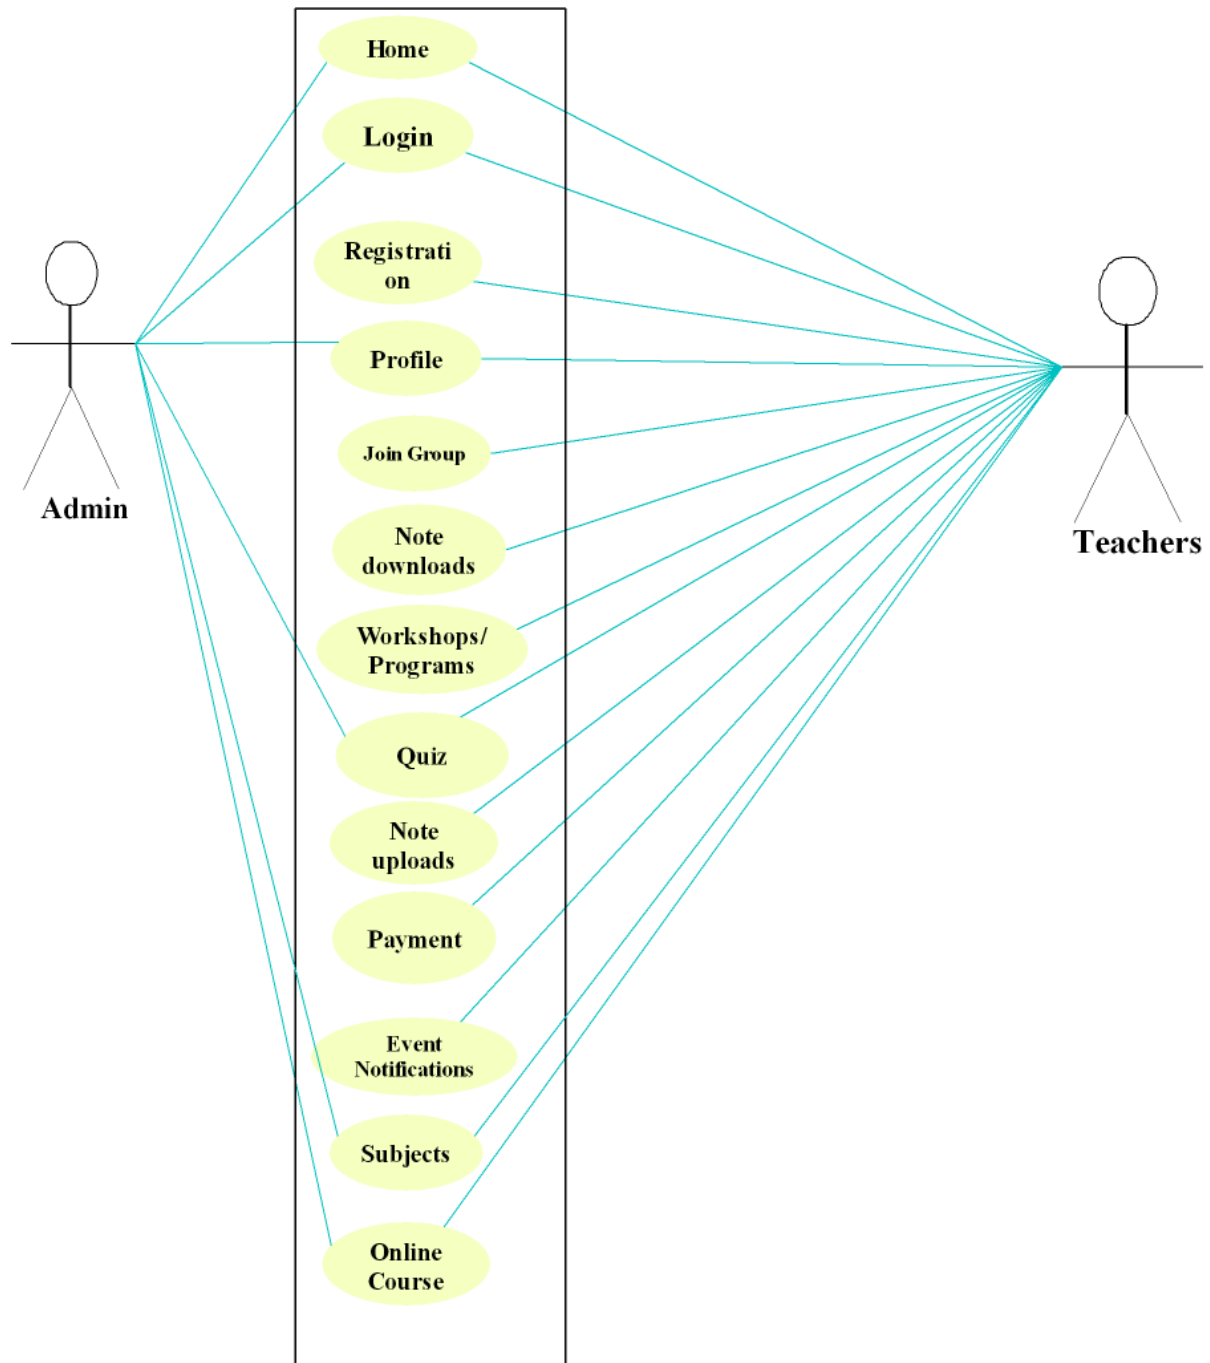 Home
Login
Registrati
on
Profile
Join Group
Note
downloads
Workshops/
Programs
Quiz
Note
uploads
Payment
Event
Notifications
Subjects
Online
Course
Admin
Teachers